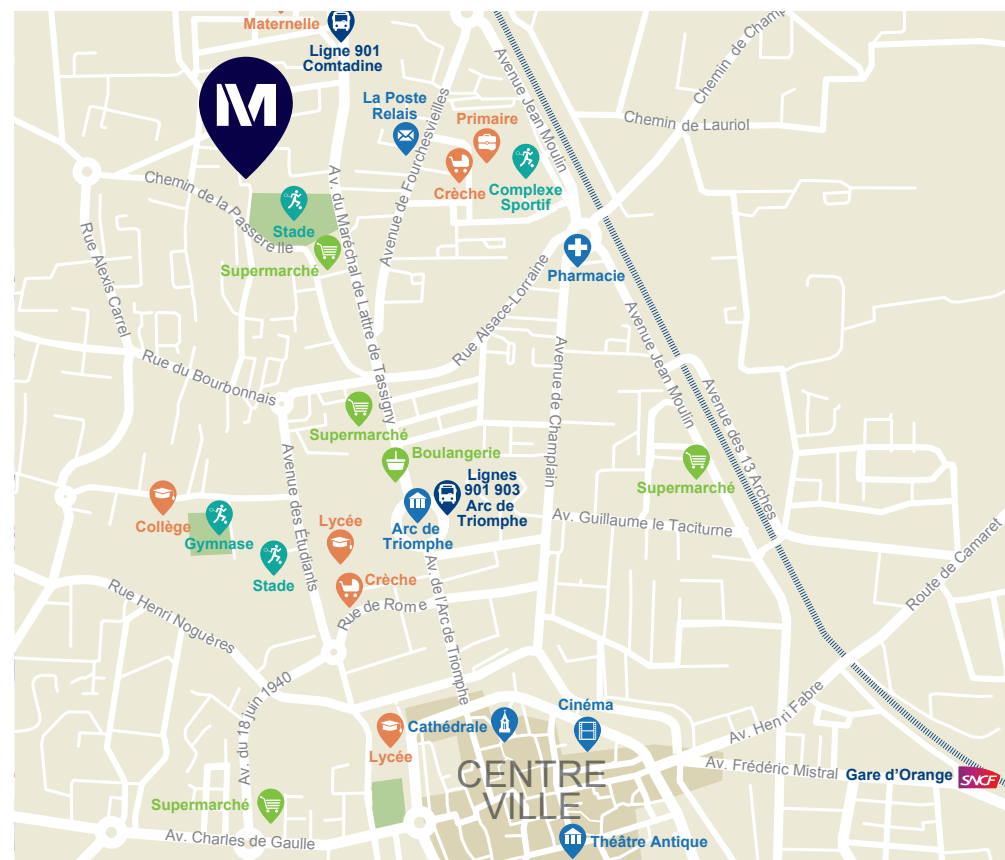 Maternelle
Ligne 901
Comtadine
M
La Poste
Relais
Primaire
Crèche
Complexe
Sportif
Avenue Jean Moulin
Chemin de Lauriol
Avenue de Fourchesvieilles
Chemin de la Passerelle
Stade
Supermarché
Av. du Maréchal de Lattre de Tassigny
Pharmacie
Rue Alexis Carrel
Rue Alsace-Lorraine
Avenue Jean Moulin
Rue du Bourbonnais
Avenue de Champlain
Avenue des 13 Arches
Supermarché
Boulangerie
Supermarché
Lignes
901 903
Arc de
Triomphe
Arc de
Triomphe
Collège
Gymnase
Stade
Avenue des Étudiants
Lycée
Crèche
Av. Guillaume le Taciturne
Route de Camaret
Rue de Rome
Av. de l'Arc de Triomphe
Rue Henri Noguères
Av. du 18 juin 1940
Lycée
Cathédrale
Cinéma
Av. Henri Fabre
Av. Frédéric Mistral
Gare d'Orange
SNCF
CENTRE
VILLE
Supermarché
Av. Charles de Gaulle
Théâtre Antique
Chemin de